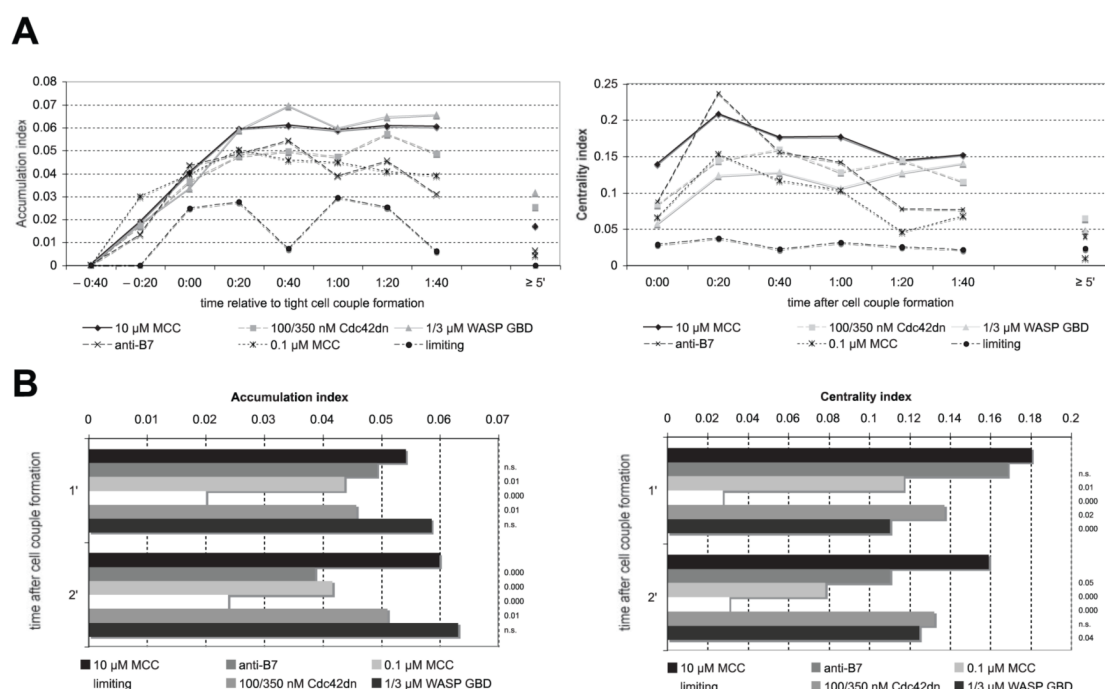 A
0.08
0.07
0.06
0.05
0.04
0.03
0.02
0.01
0
Accumulation index
– 0:40 – 0:20 0:00 0:20 0:40 1:00 1:20 1:40 ≥ 5'
time relative to tight cell couple formation
10 µM MCC 100/350 nM Cdc42dn 1/3 µM WASP GBD
anti-B7 0.1 µM MCC limiting
0.25
0.20
0.15
0.1
0.05
0
Centrality index
0:00 0:20 0:40 1:00 1:20 1:40 ≥ 5'
time after cell couple formation
10 µM MCC 100/350 nM Cdc42dn 1/3 µM WASP GBD
anti-B7 0.1 µM MCC limiting
B
Accumulation index
0 0.01 0.02 0.03 0.04 0.05 0.06 0.07
time after cell couple formation
1'
n.s.
0.01
0.000
0.01
n.s.
2'
0.000
0.000
0.000
0.01
n.s.
10 µM MCC anti-B7 0.1 µM MCC
limiting 100/350 nM Cdc42dn 1/3 µM WASP GBD
Centrality index
0 0.02 0.04 0.06 0.08 0.1 0.12 0.14 0.16 0.18 0.2
time after cell couple formation
1'
n.s.
0.01
0.000
0.02
0.000
2'
0.05
0.000
0.000
n.s.
0.04
10 µM MCC anti-B7 0.1 µM MCC
limiting 100/350 nM Cdc42dn 1/3 µM WASP GBD